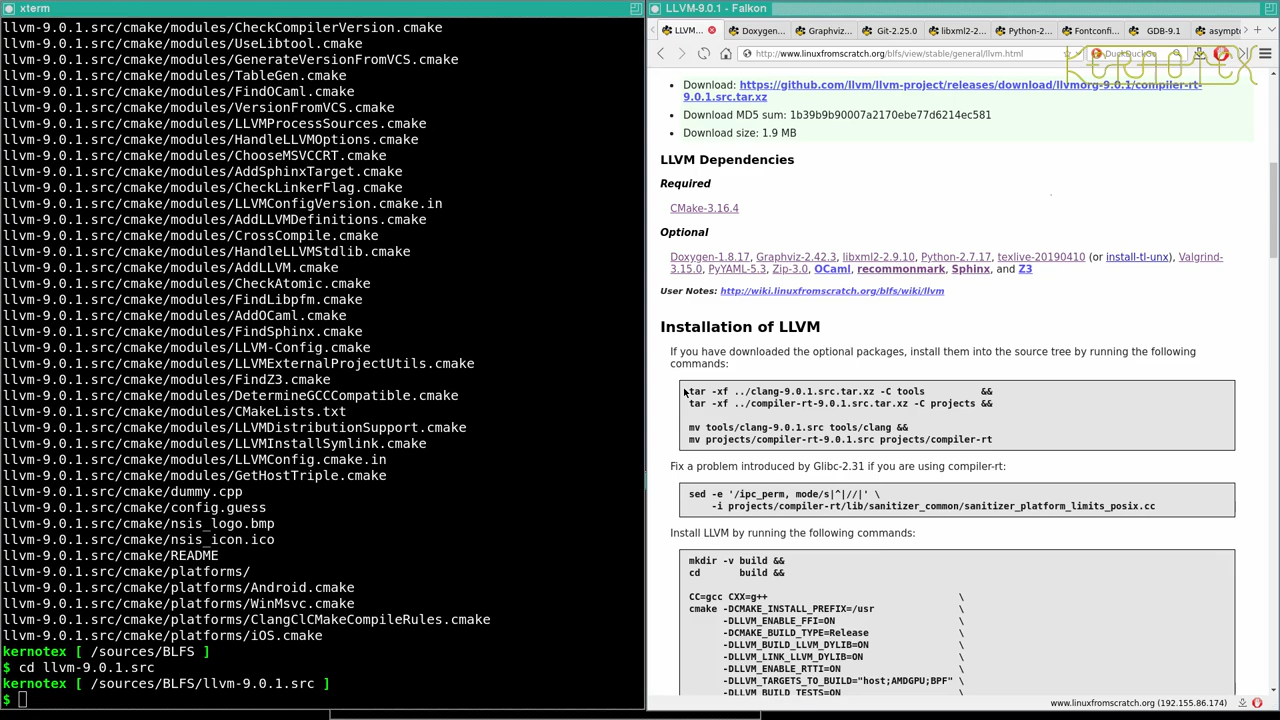 xterm
llvm-9.0.1.src/cmake/modules/CheckCompilerVersion.cmake
llvm-9.0.1.src/cmake/modules/UseLibtool.cmake
llvm-9.0.1.src/cmake/modules/GenerateVersionFromVCS.cmake
llvm-9.0.1.src/cmake/modules/TableGen.cmake
llvm-9.0.1.src/cmake/modules/FindOCaml.cmake
llvm-9.0.1.src/cmake/modules/VersionFromVCS.cmake
llvm-9.0.1.src/cmake/modules/LLVMProcessSources.cmake
llvm-9.0.1.src/cmake/modules/HandleLLVMOptions.cmake
llvm-9.0.1.src/cmake/modules/ChooseMSVCCRT.cmake
llvm-9.0.1.src/cmake/modules/AddSphinxTarget.cmake
llvm-9.0.1.src/cmake/modules/CheckLinkerFlag.cmake
llvm-9.0.1.src/cmake/modules/LLVMConfigVersion.cmake.in
llvm-9.0.1.src/cmake/modules/AddLLVMDefinitions.cmake
llvm-9.0.1.src/cmake/modules/CrossCompile.cmake
llvm-9.0.1.src/cmake/modules/HandleLLVMStdlib.cmake
llvm-9.0.1.src/cmake/modules/AddLLVM.cmake
llvm-9.0.1.src/cmake/modules/CheckAtomic.cmake
llvm-9.0.1.src/cmake/modules/FindLibpfm.cmake
llvm-9.0.1.src/cmake/modules/AddOCaml.cmake
llvm-9.0.1.src/cmake/modules/FindSphinx.cmake
llvm-9.0.1.src/cmake/modules/LLVM-Config.cmake
llvm-9.0.1.src/cmake/modules/LLVMExternalProjectUtils.cmake
llvm-9.0.1.src/cmake/modules/FindZ3.cmake
llvm-9.0.1.src/cmake/modules/DetermineGCCCompatible.cmake
llvm-9.0.1.src/cmake/modules/CMakeLists.txt
llvm-9.0.1.src/cmake/modules/LLVMDistributionSupport.cmake
llvm-9.0.1.src/cmake/modules/LLVMInstallSymlink.cmake
llvm-9.0.1.src/cmake/modules/LLVMConfig.cmake.in
llvm-9.0.1.src/cmake/modules/GetHostTriple.cmake
llvm-9.0.1.src/cmake/dummy.cpp
llvm-9.0.1.src/cmake/config.guess
llvm-9.0.1.src/cmake/nsis_logo.bmp
llvm-9.0.1.src/cmake/nsis_icon.ico
llvm-9.0.1.src/cmake/README
llvm-9.0.1.src/cmake/platforms/
llvm-9.0.1.src/cmake/platforms/Android.cmake
llvm-9.0.1.src/cmake/platforms/WinMsvc.cmake
llvm-9.0.1.src/cmake/platforms/ClangClCMakeCompileRules.cmake
llvm-9.0.1.src/cmake/platforms/iOS.cmake
kernotex [ /sources/BLFS ]
$ cd llvm-9.0.1.src
kernotex [ /sources/BLFS/llvm-9.0.1.src ]
$
LLVM-9.0.1 - Falkon
LLVM... Doxygen... Graphviz... Git-2.25.0 libxml2-2... Python-2... Fontconfi... GDB-9.1 asympto
http://www.linuxfromscratch.org/blfs/view/stable/general/llvm.html DuckDuckGo
KERNOTEX
Download: https://github.com/llvm/llvm-project/releases/download/llvmorg-9.0.1/compiler-rt-
9.0.1.src.tar.xz
Download MD5 sum: 1b39b9b90007a2170ebe77d6214ec581
Download size: 1.9 MB
LLVM Dependencies
Required
CMake-3.16.4
Optional
Doxygen-1.8.17, Graphviz-2.42.3, libxml2-2.9.10, Python-2.7.17, texlive-20190410 (or install-tl-unx), Valgrind-
3.15.0, PyYAML-5.3, Zip-3.0, OCaml, recommonmark, Sphinx, and Z3
User Notes: http://wiki.linuxfromscratch.org/blfs/wiki/llvm
Installation of LLVM
If you have downloaded the optional packages, install them into the source tree by running the following
commands:
tar -xf ../clang-9.0.1.src.tar.xz -C tools &&
tar -xf ../compiler-rt-9.0.1.src.tar.xz -C projects &&
mv tools/clang-9.0.1.src tools/clang &&
mv projects/compiler-rt-9.0.1.src projects/compiler-rt
Fix a problem introduced by Glibc-2.31 if you are using compiler-rt:
sed -e '/ipc_perm, mode/s|^|//|' \
-i projects/compiler-rt/lib/sanitizer_common/sanitizer_platform_limits_posix.cc
Install LLVM by running the following commands:
mkdir -v build &&
cd build &&
CC=gcc CXX=g++ \
cmake -DCMAKE_INSTALL_PREFIX=/usr \
-DLLVM_ENABLE_FFI=ON \
-DCMAKE_BUILD_TYPE=Release \
-DLLVM_BUILD_LLVM_DYLIB=ON \
-DLLVM_LINK_LLVM_DYLIB=ON \
-DLLVM_ENABLE_RTTI=ON \
-DLLVM_TARGETS_TO_BUILD="host;AMDGPU;BPF" \
-DLLVM_BUILD_TESTS=ON \
www.linuxfromscratch.org (192.155.86.174)